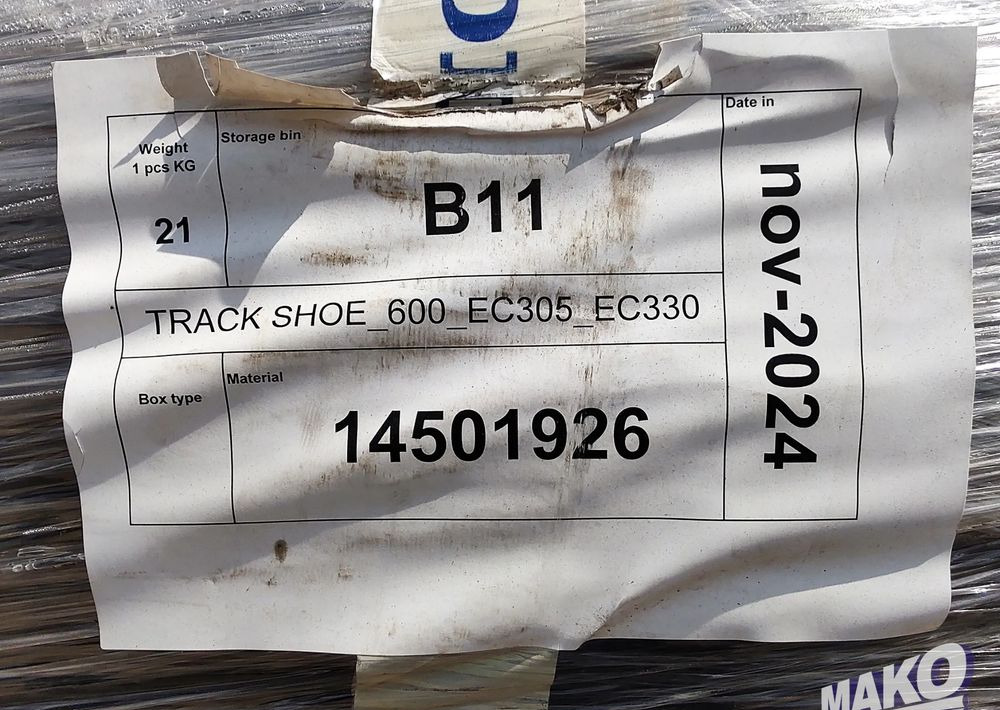 Weight
1 pcs KG
21
Storage bin
B11
Date in
nov-2024
TRACK SHOE_600_EC305_EC330
Box type
Material
14501926
MAKO